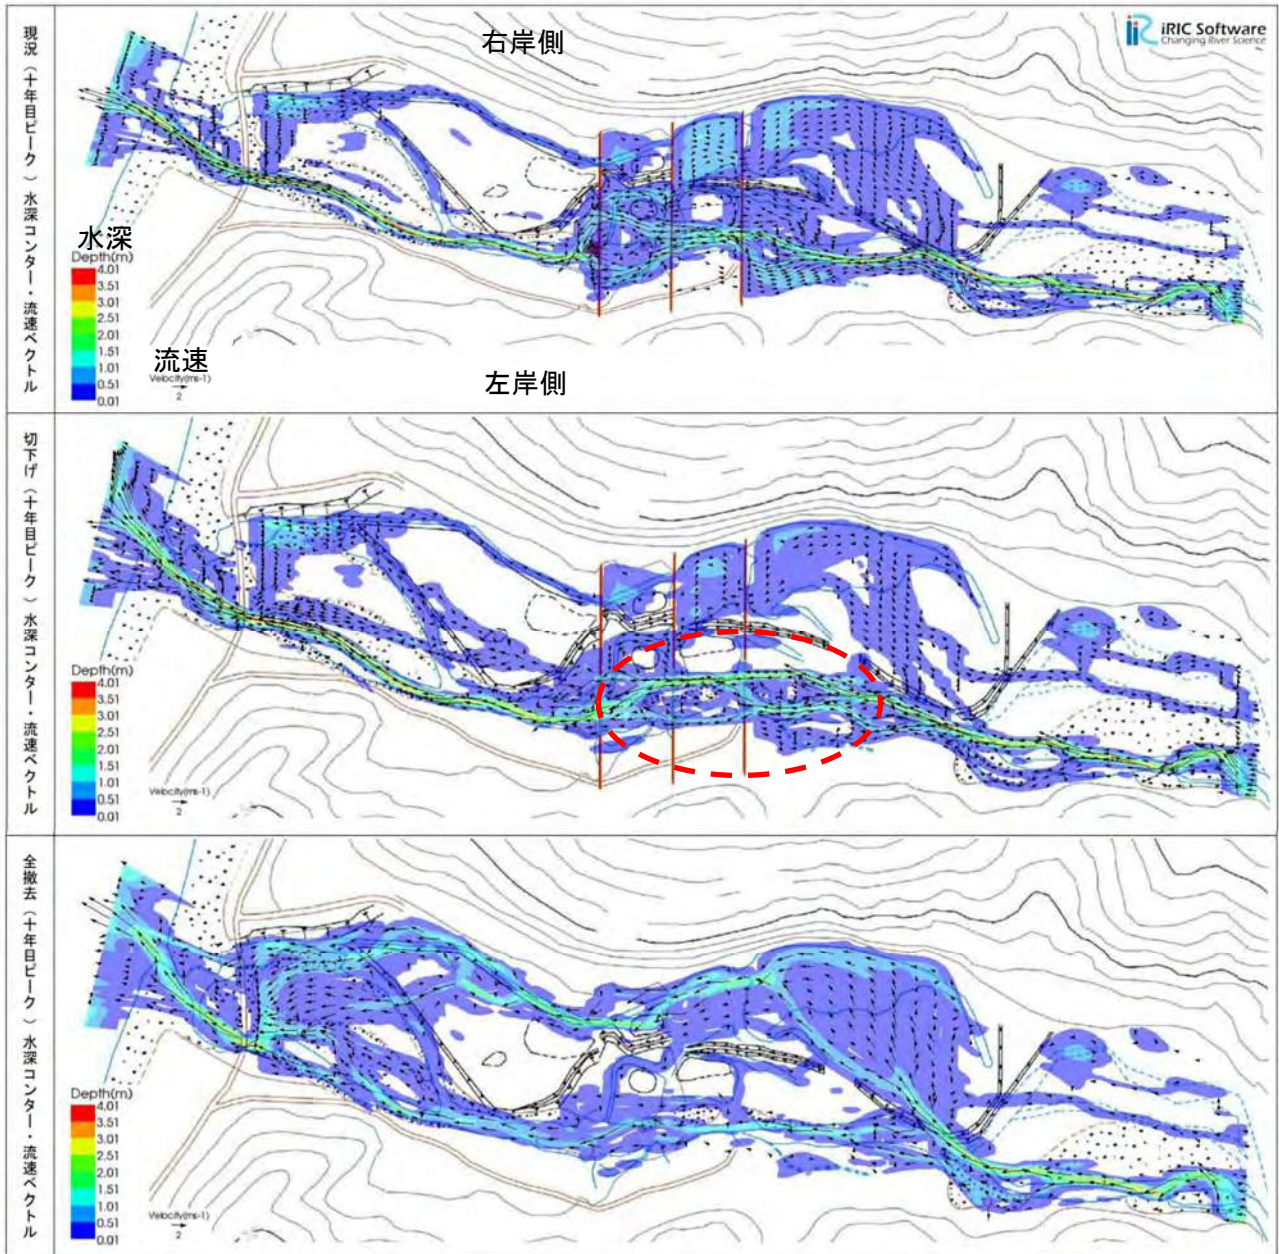 現況（十年目ピーク）水深コンター・流速ベクトル
右岸側
iRIC Software
Changing River Science
水深
Depth(m)
4.01
3.51
3.01
2.51
2.01
1.51
1.01
0.51
0.01
流速
Velocity(ms-1)
2
左岸側
切下げ（十年目ピーク）水深コンター・流速ベクトル
Depth(m)
4.01
3.51
3.01
2.51
2.01
1.51
1.01
0.51
0.01
Velocity(ms-1)
2
全撤去（十年目ピーク）水深コンター・流速ベクトル
Depth(m)
4.01
3.51
3.01
2.51
2.01
1.51
1.01
0.51
0.01
Velocity(ms-1)
2